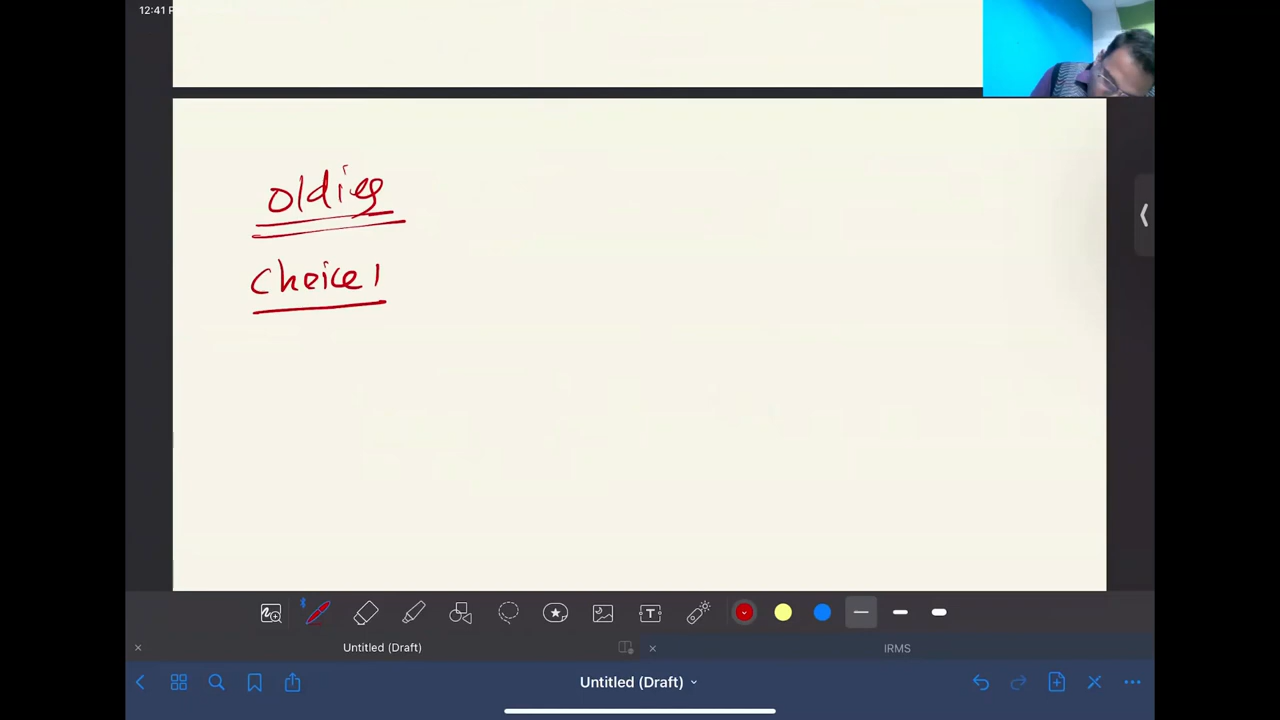 12:41 P
oldies
choice 1
Untitled (Draft)
IRMS
Untitled (Draft)